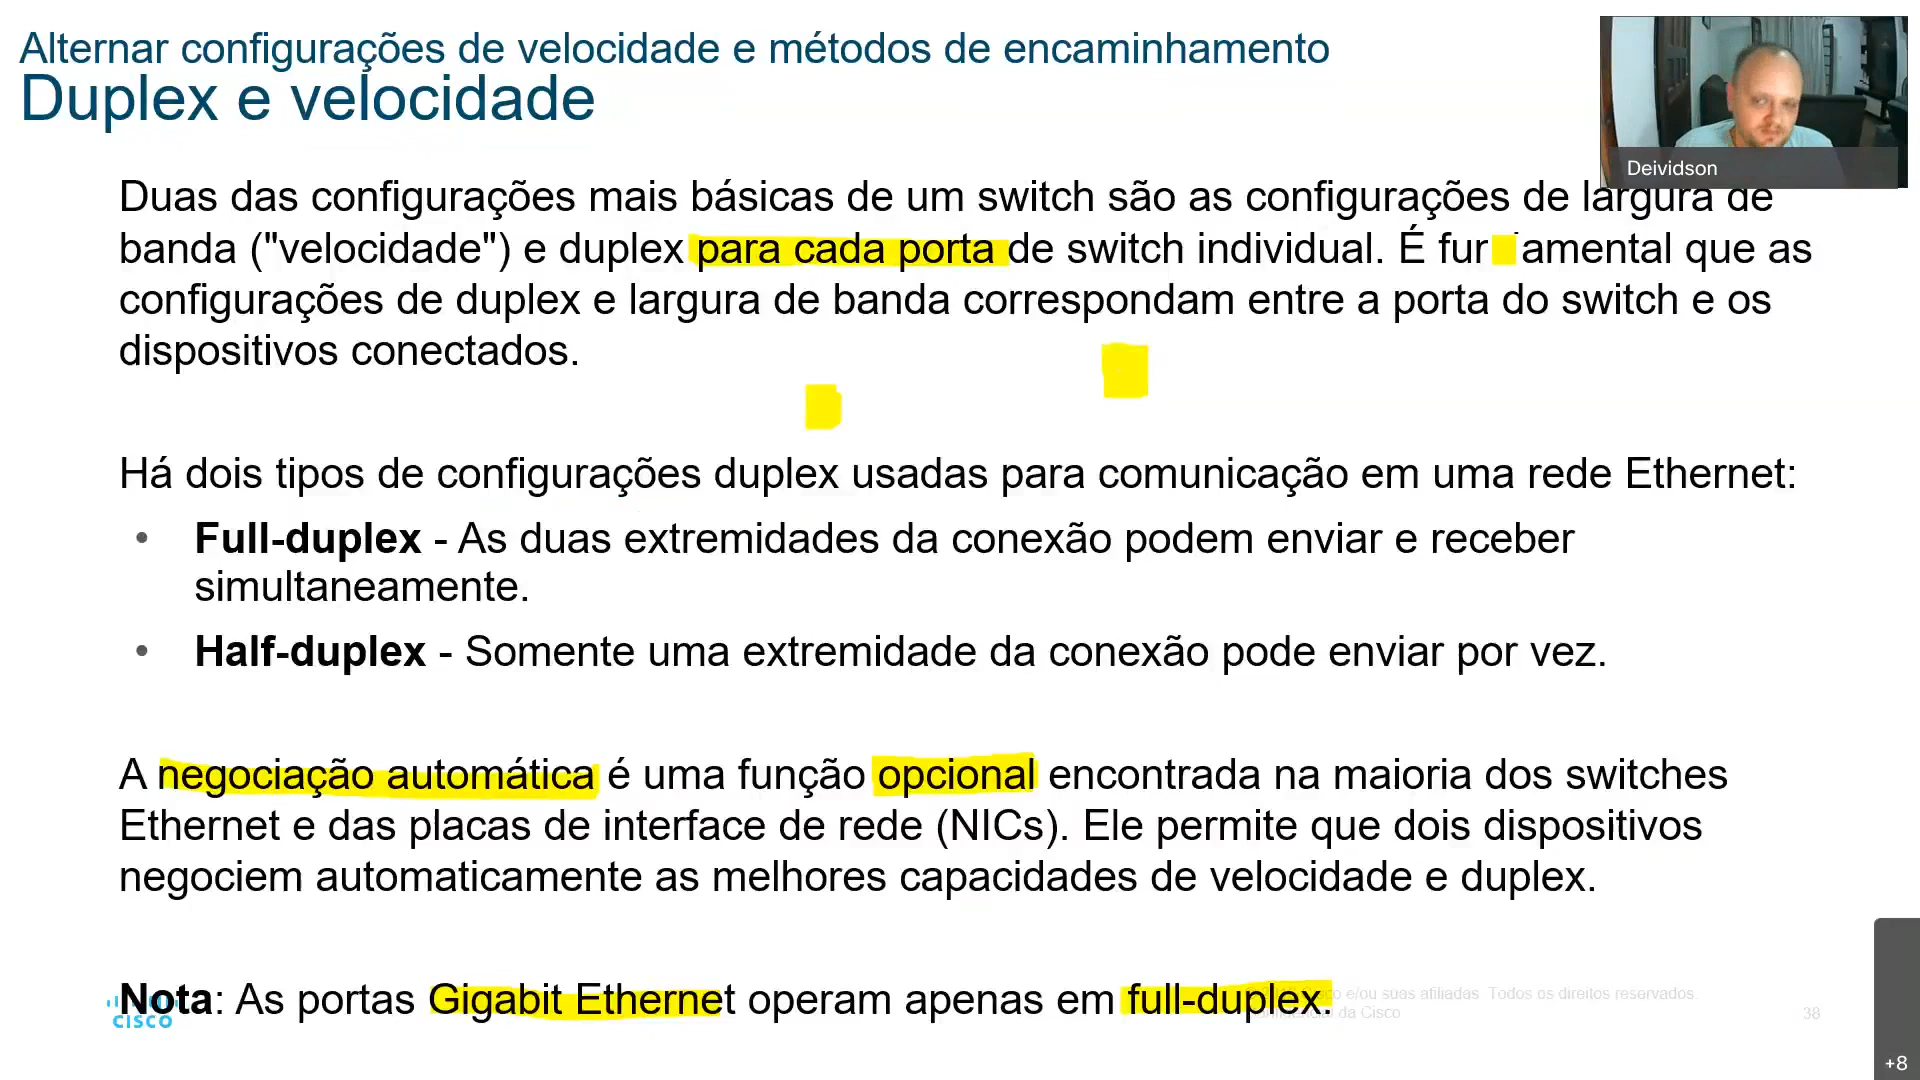 Alternar configurações de velocidade e métodos de encaminhamento
Duplex e velocidade
Deividson
Duas das configurações mais básicas de um switch são as configurações de largura de
banda ("velocidade") e duplex para cada porta de switch individual. É fur amental que as
configurações de duplex e largura de banda correspondam entre a porta do switch e os
dispositivos conectados.
Há dois tipos de configurações duplex usadas para comunicação em uma rede Ethernet:
• Full-duplex - As duas extremidades da conexão podem enviar e receber
simultaneamente.
• Half-duplex - Somente uma extremidade da conexão pode enviar por vez.
A negociação automática é uma função opcional encontrada na maioria dos switches
Ethernet e das placas de interface de rede (NICs). Ele permite que dois dispositivos
negociem automaticamente as melhores capacidades de velocidade e duplex.
Nota: As portas Gigabit Ethernet operam apenas em full-duplex.
e/ou suas afiliadas. Todos os direitos reservados.
da Cisco
CISCO
38
+8